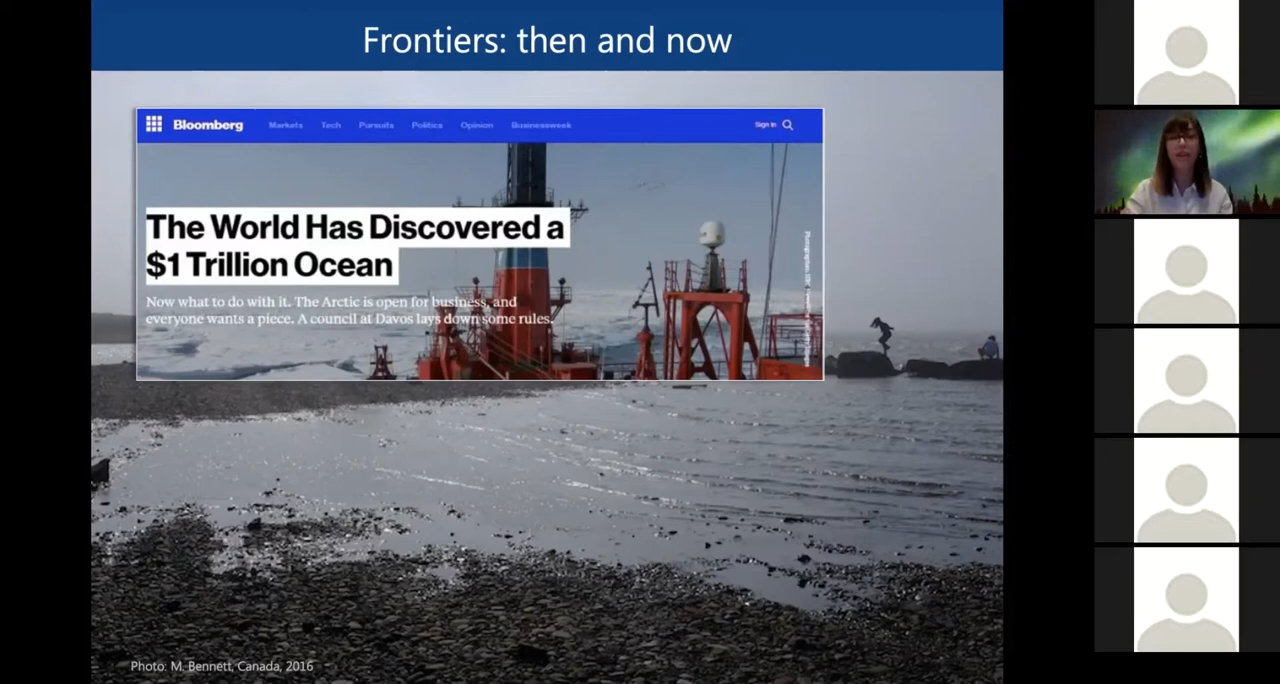 Frontiers: then and now
Bloomberg Markets Tech Pursuits Politics Opinion Businessweek Sign In
The World Has Discovered a
$1 Trillion Ocean
Now what to do with it. The Arctic is open for business, and
everyone wants a piece. A council at Davos lays down some rules.
Photo: M. Bennett, Canada, 2016